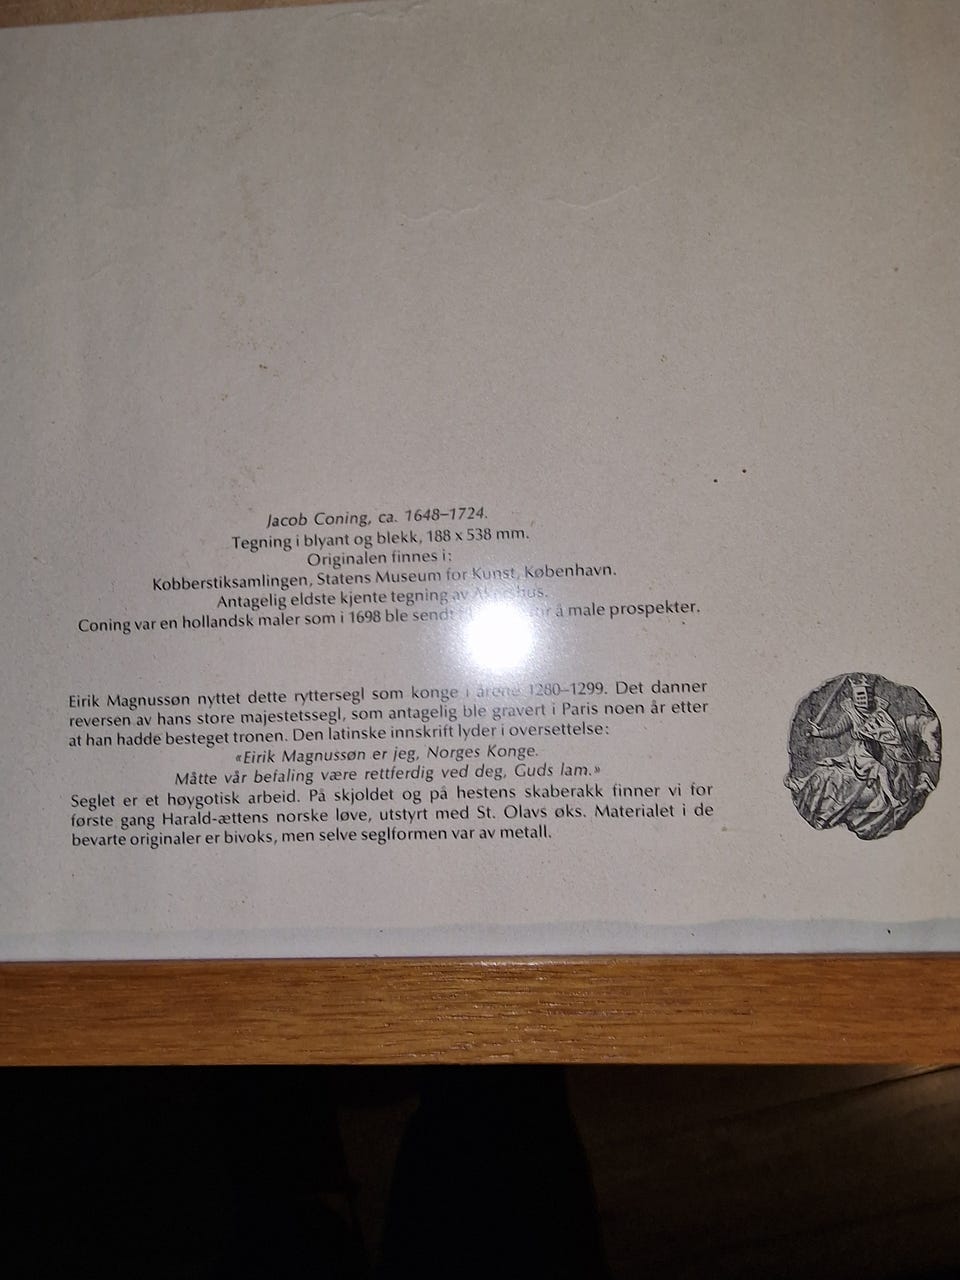 Jacob Coning, ca. 1648–1724.
Tegning i blyant og blekk, 188 x 538 mm.
Originalen finnes i:
Kobberstiksamlingen, Statens Museum for Kunst, København.
Antagelig eldste kjente tegning av Akershus.
Coning var en hollandsk maler som i 1698 ble sendt å male prospekter.
Eirik Magnussøn nyttet dette ryttersegl som konge i årene 1280–1299. Det danner
reversen av hans store majestetssegl, som antagelig ble gravert i Paris noen år etter
at han hadde besteget tronen. Den latinske innskrift lyder i oversettelse:
«Eirik Magnussøn er jeg, Norges Konge.
Måtte vår befaling være rettferdig ved deg, Guds lam.»
Seglet er et høygotisk arbeid. På skjoldet og på hestens skaberakk finner vi for
første gang Harald-ættens norske løve, utstyrt med St. Olavs øks. Materialet i de
bevarte originaler er bivoks, men selve seglformen var av metall.